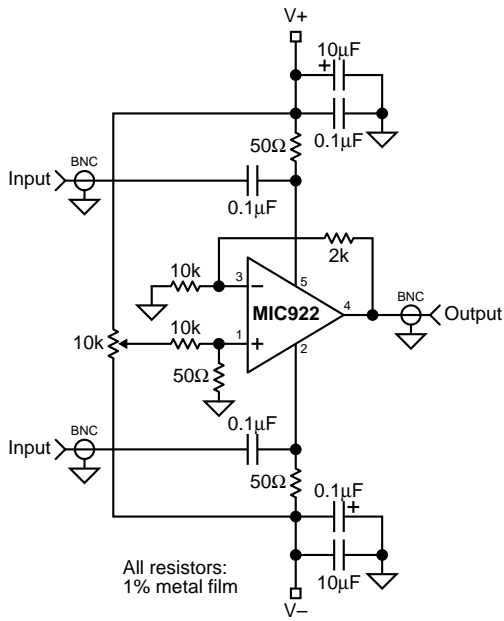 V+
10μF
+
0.1μF
50Ω
BNC
Input
0.1μF
2k
10k
3
−
5
MIC922
4
BNC
Output
10k
10k
1
+
2
50Ω
0.1μF
BNC
Input
50Ω
0.1μF
+
10μF
All resistors:
1% metal film
V−